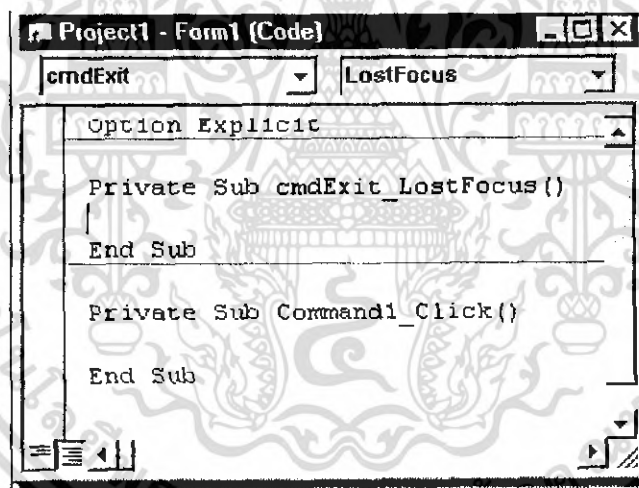 Project1 - Form1 (Code)
cmdExit LostFocus
Option Explicit
Private Sub cmdExit_LostFocus()
End Sub
Private Sub Command1_Click()
End Sub